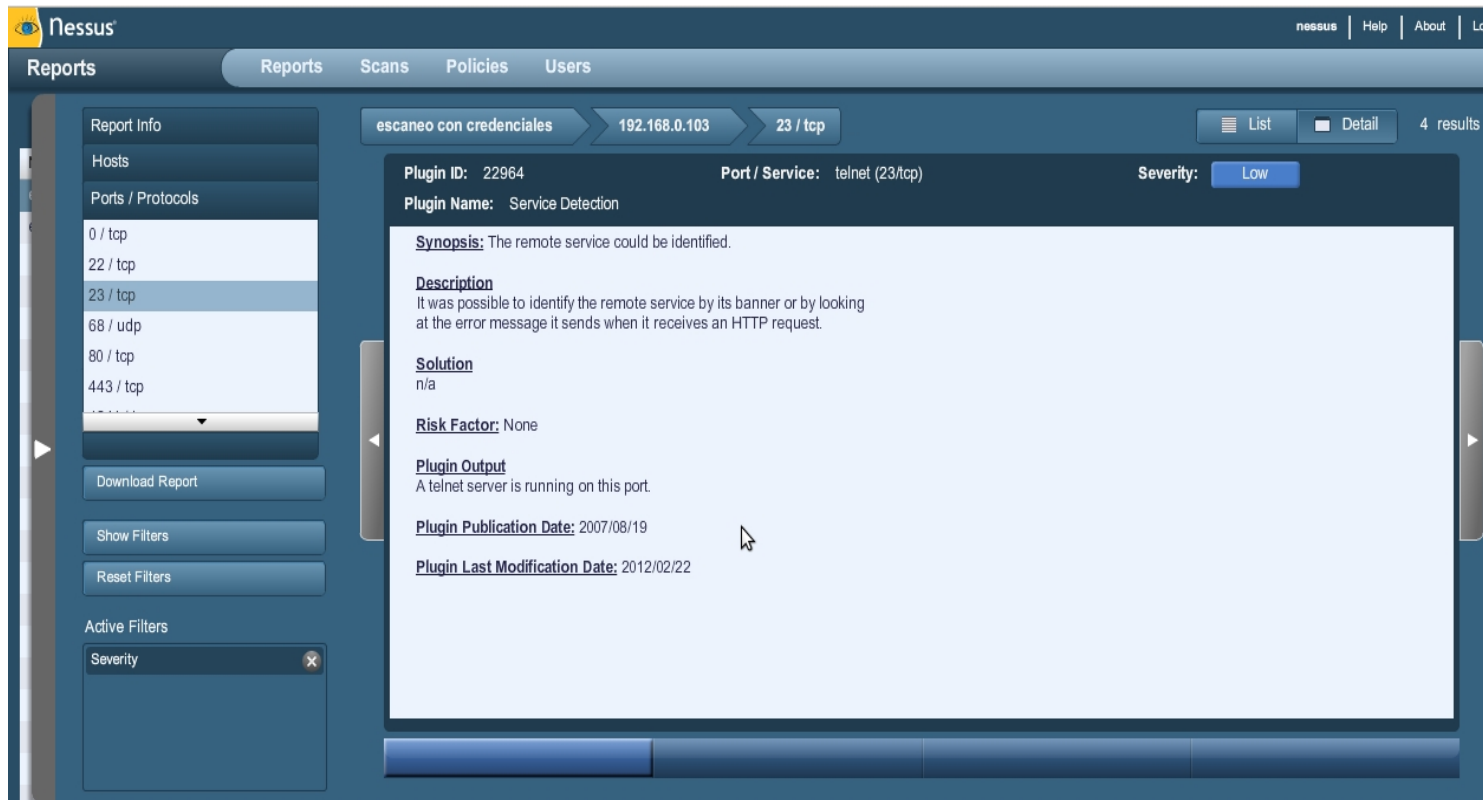 nessus
nessus | Help | About |
Reports
Reports Scans Policies Users
Report Info
Hosts
Ports / Protocols
0 / tcp
22 / tcp
23 / tcp
68 / udp
80 / tcp
443 / tcp
Download Report
Show Filters
Reset Filters
Active Filters
Severity
escaneo con credenciales 192.168.0.103 23 / tcp
List Detail 4 results
Plugin ID: 22964 Port / Service: telnet (23/tcp) Severity: Low
Plugin Name: Service Detection
Synopsis: The remote service could be identified.
Description
It was possible to identify the remote service by its banner or by looking
at the error message it sends when it receives an HTTP request.
Solution
n/a
Risk Factor: None
Plugin Output
A telnet server is running on this port.
Plugin Publication Date: 2007/08/19
Plugin Last Modification Date: 2012/02/22